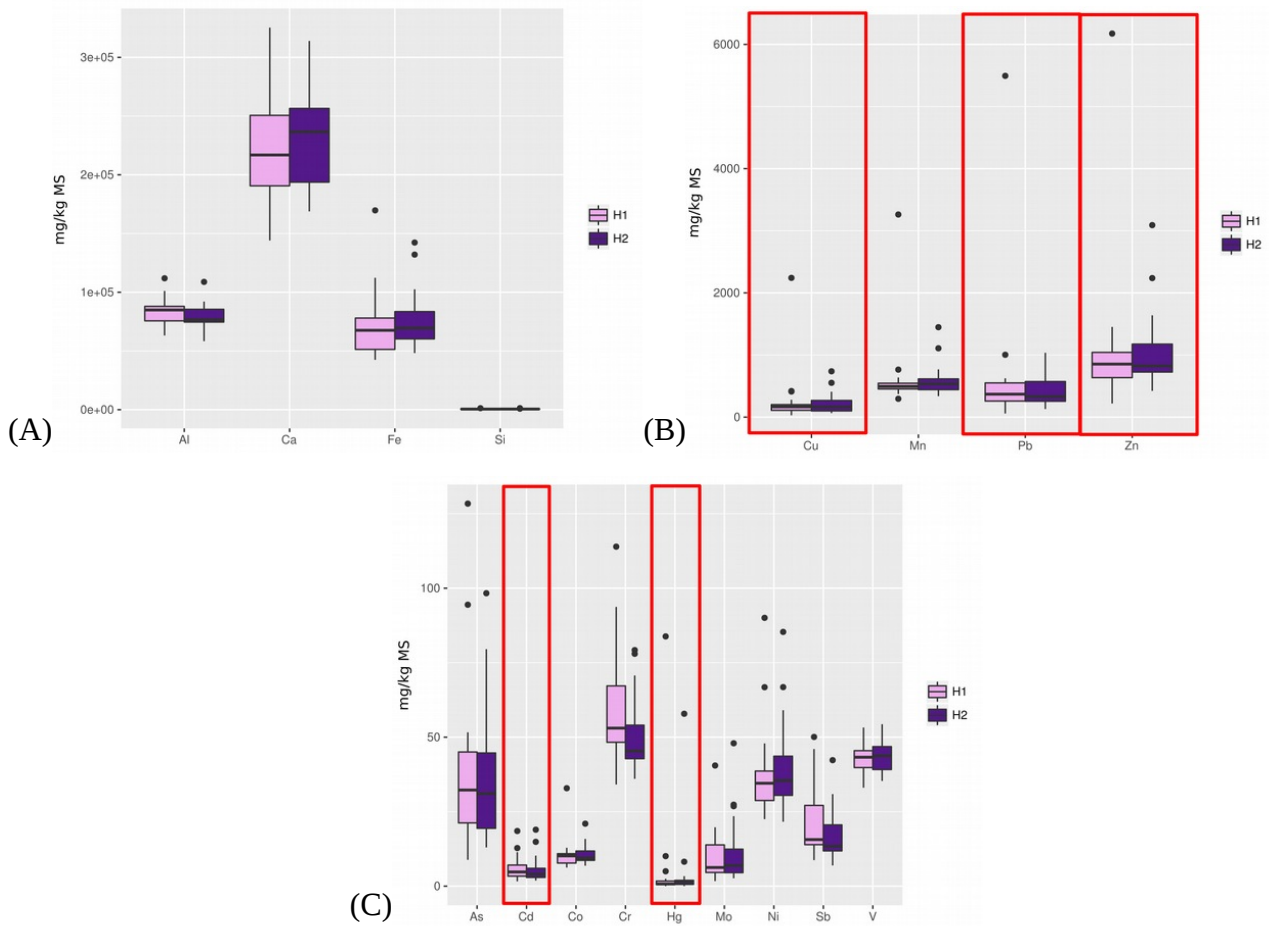 3e+05
2e+05
1e+05
0e+00
mg/kg MS
Al Ca Fe Si
H1
H2
(A)
6000
4000
2000
0
mg/kg MS
Cu Mn Pb Zn
H1
H2
(B)
100
50
0
mg/kg MS
As Cd Co Cr Hg Mo Ni Sb V
H1
H2
(C)